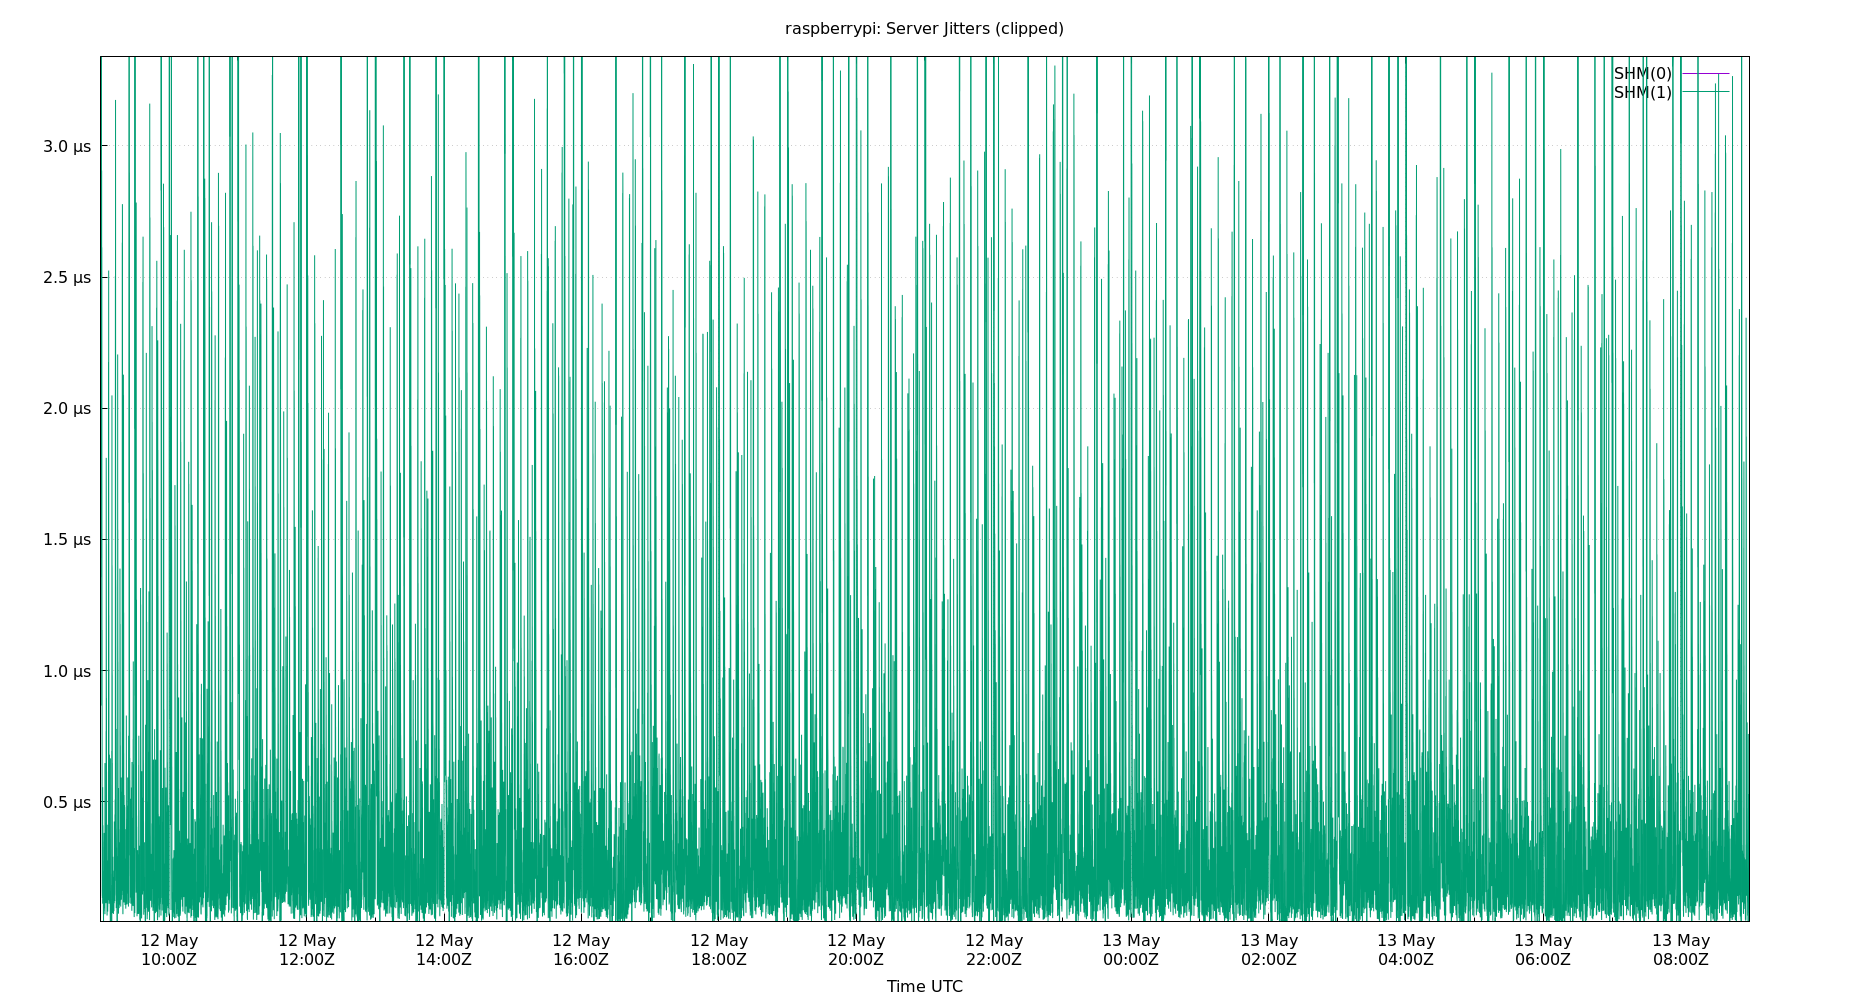 raspberrypi: Server Jitters (clipped)
SHM(0)
SHM(1)
3.0 µs
2.5 µs
2.0 µs
1.5 µs
1.0 µs
0.5 µs
12 May 12 May 12 May 12 May 12 May 12 May 12 May 13 May 13 May 13 May 13 May 13 May
10:00Z 12:00Z 14:00Z 16:00Z 18:00Z 20:00Z 22:00Z 00:00Z 02:00Z 04:00Z 06:00Z 08:00Z
Time UTC